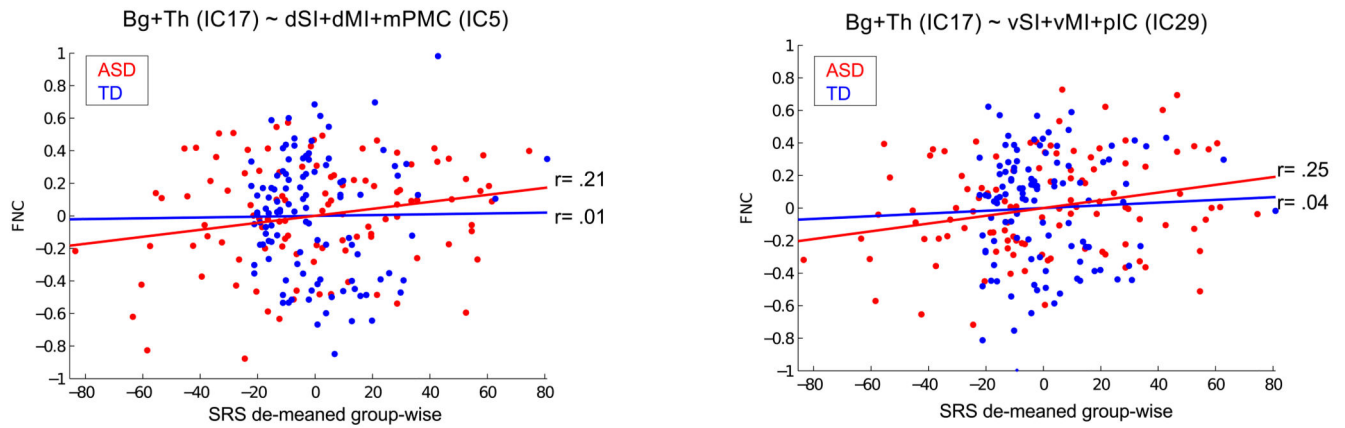 Bg+Th (IC17) ~ dSI+dMI+mPMC (IC5)
1
0.8
0.6
0.4
0.2
0
−0.2
−0.4
−0.6
−0.8
−1
FNC
ASD
TD
r= .21
r= .01
−80 −60 −40 −20 0 20 40 60 80
SRS de-meaned group-wise
Bg+Th (IC17) ~ vSI+vMI+pIC (IC29)
1
0.8
0.6
0.4
0.2
0
−0.2
−0.4
−0.6
−0.8
−1
FNC
ASD
TD
r= .25
r= .04
−80 −60 −40 −20 0 20 40 60 80
SRS de-meaned group-wise